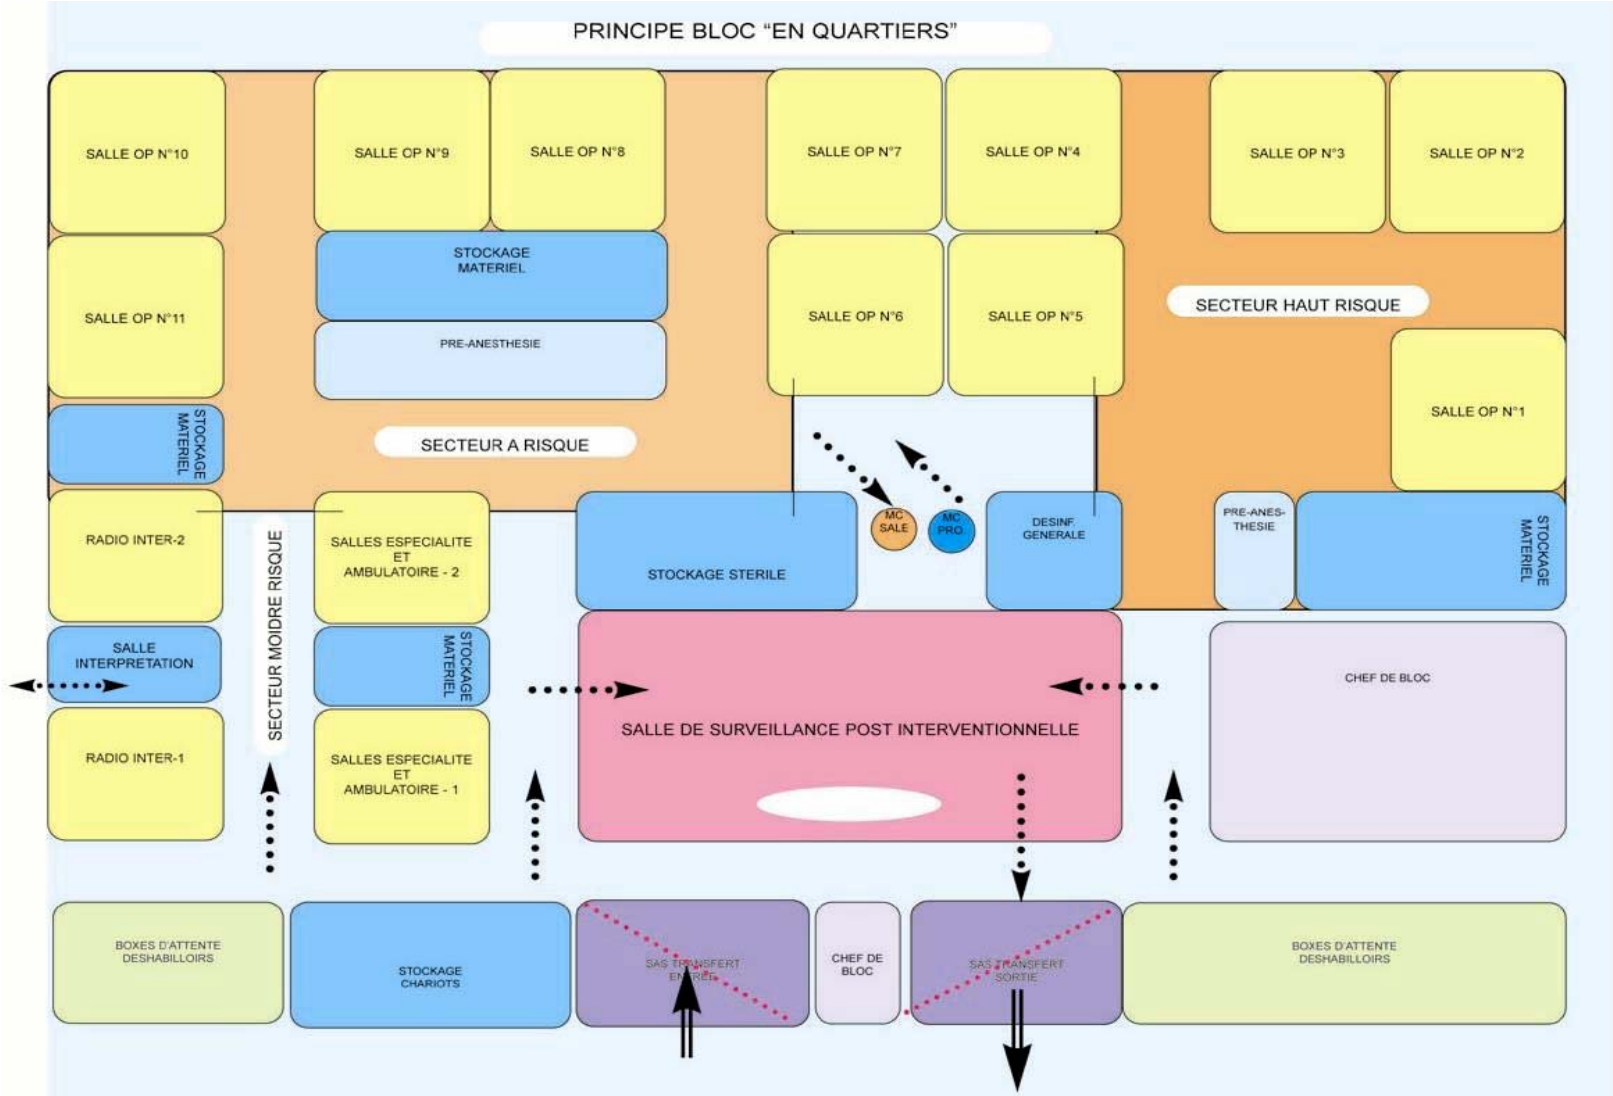 PRINCIPE BLOC “EN QUARTIERS”
SALLE OP N°10
SALLE OP N°9
SALLE OP N°8
SALLE OP N°7
SALLE OP N°4
SALLE OP N°3
SALLE OP N°2
SALLE OP N°11
STOCKAGE
MATERIEL
PRE-ANESTHESIE
SALLE OP N°6
SALLE OP N°5
SECTEUR HAUT RISQUE
SALLE OP N°1
STOCKAGE
MATERIEL
SECTEUR A RISQUE
RADIO INTER-2
SECTEUR MOIDRE RISQUE
SALLES ESPECIALITE
ET
AMBULATOIRE - 2
STOCKAGE STERILE
MC
SALE
MC
PRO.
DESINF.
GENERALE
PRE-ANES-
THESIE
STOCKAGE
MATERIEL
SALLE
INTERPRETATION
STOCKAGE
MATERIEL
SALLE DE SURVEILLANCE POST INTERVENTIONNELLE
CHEF DE BLOC
RADIO INTER-1
SALLES ESPECIALITE
ET
AMBULATOIRE - 1
BOXES D'ATTENTE
DESHABILLOIRS
STOCKAGE
CHARIOTS
SAS TRANSFERT
ENTREE
CHEF DE
BLOC
SAS TRANSFERT
SORTIE
BOXES D'ATTENTE
DESHABILLOIRS